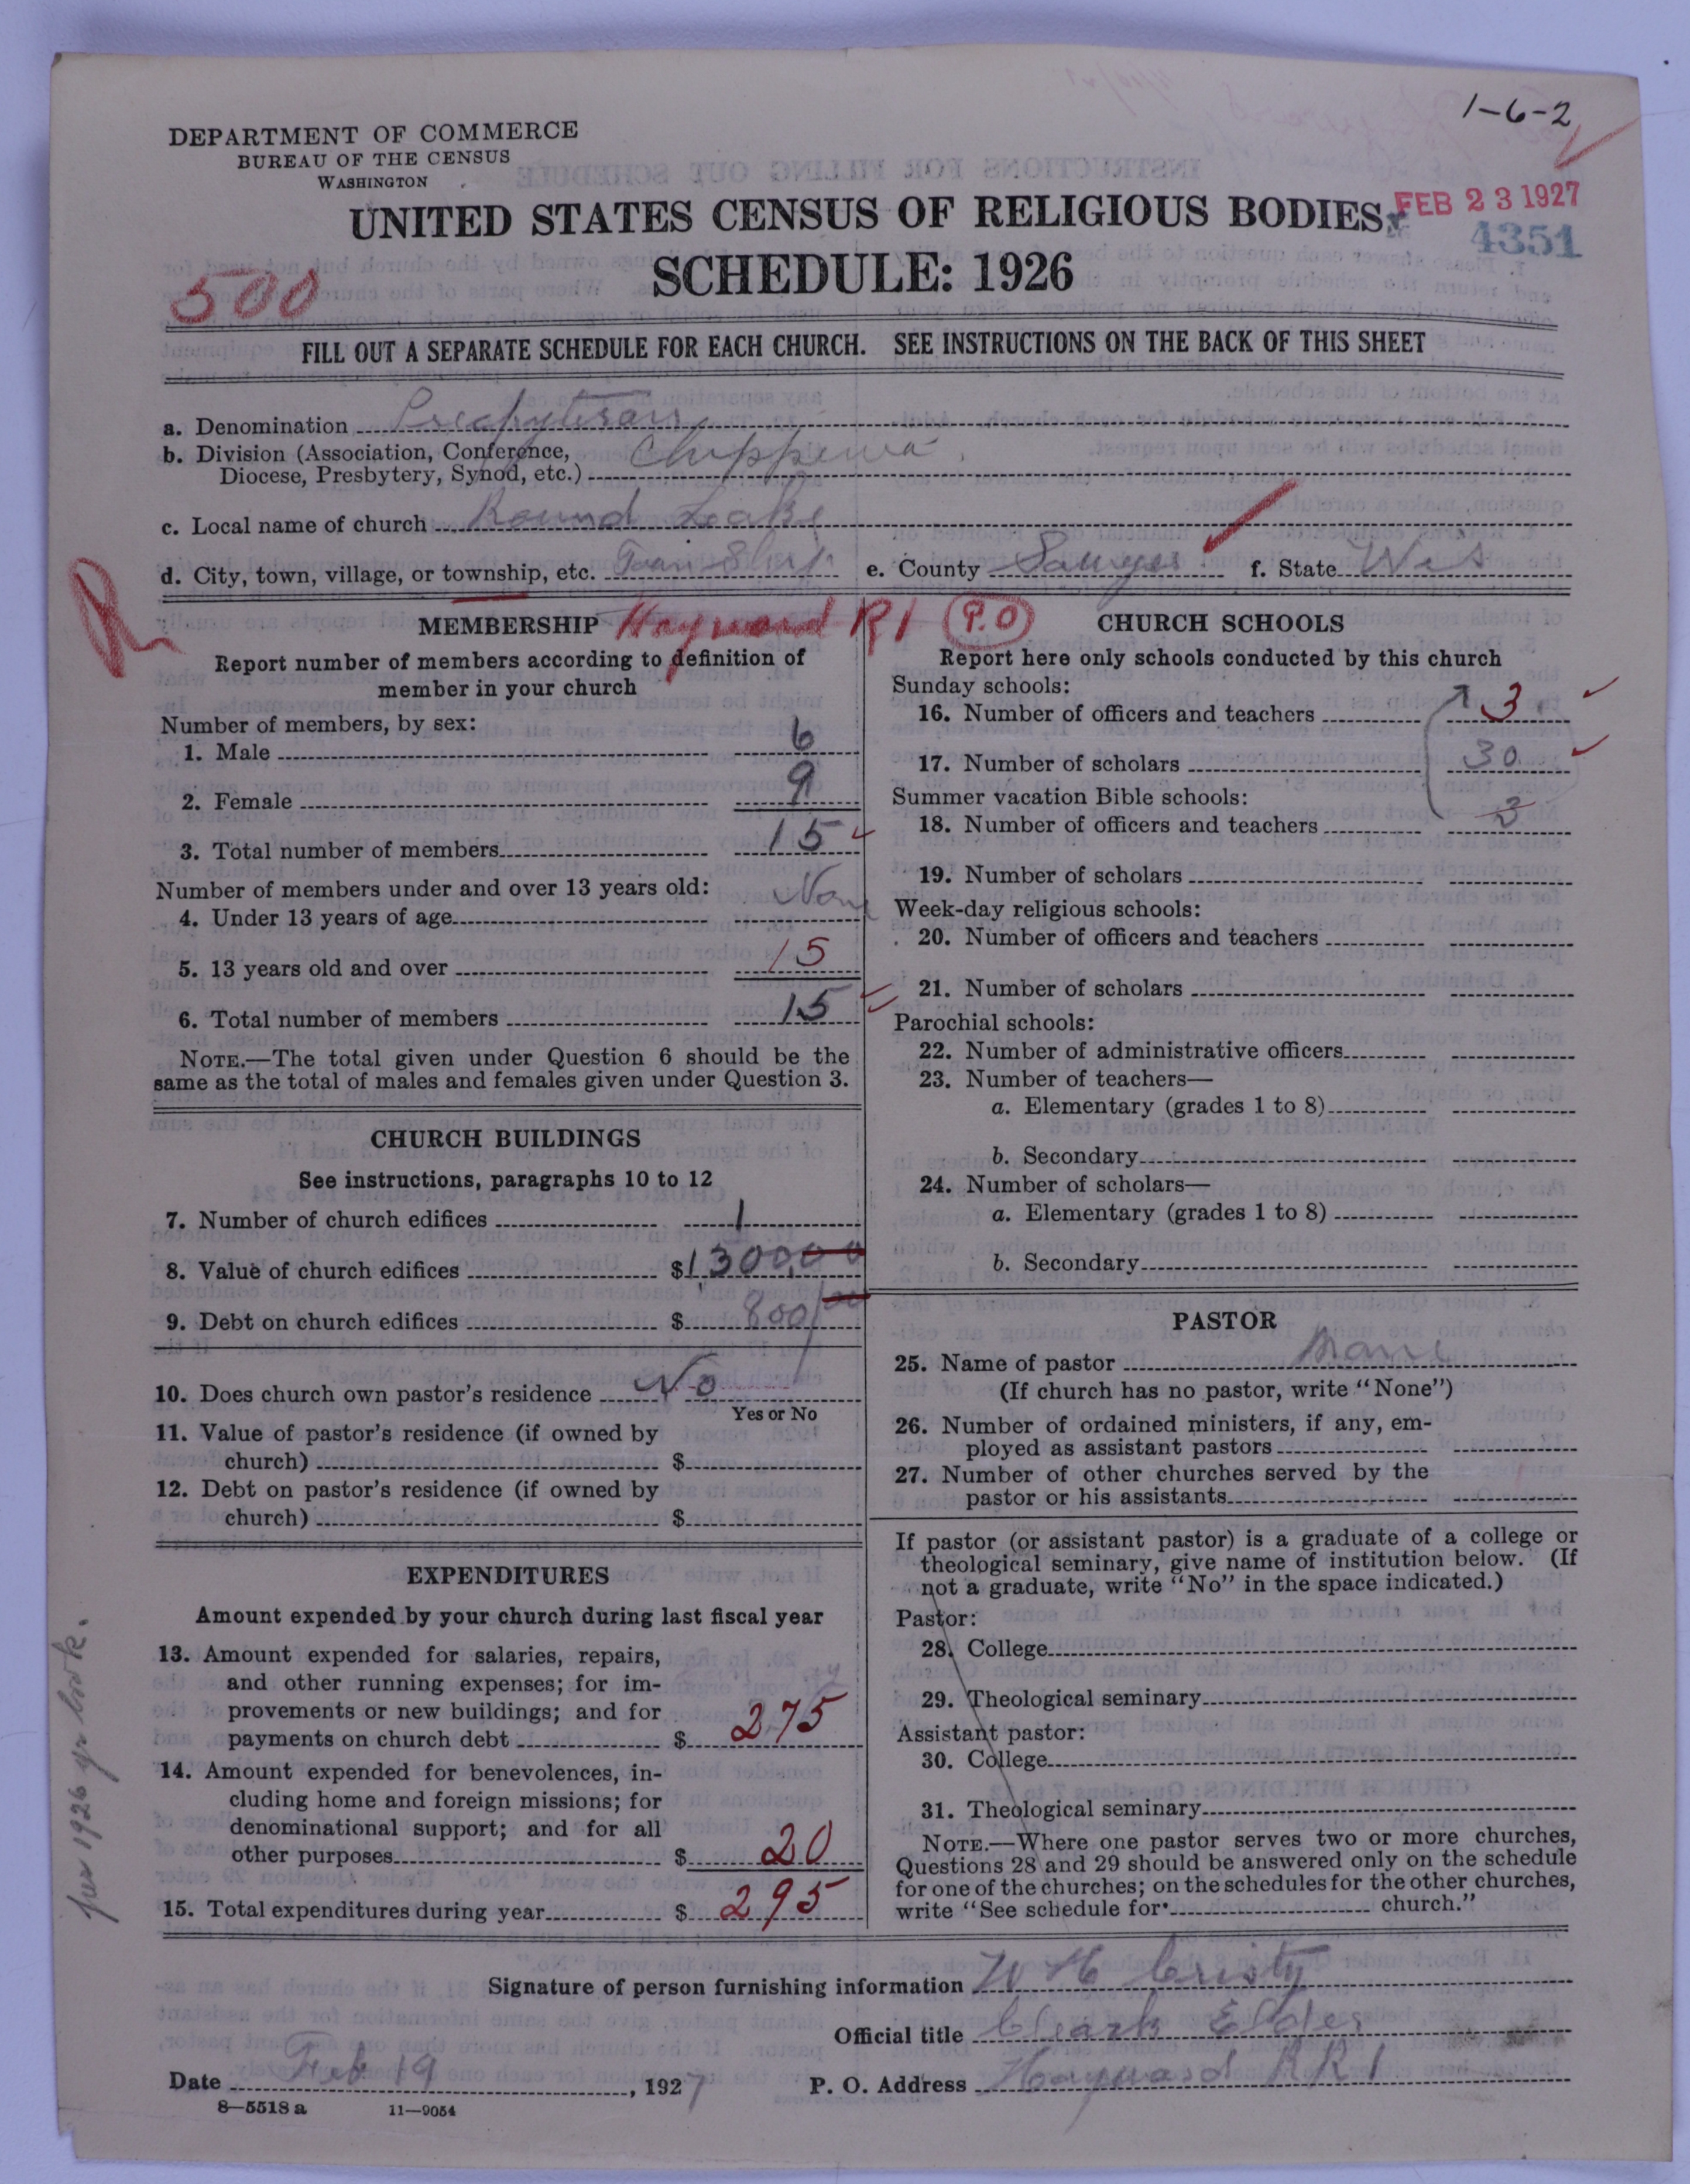 1-6-2
DEPARTMENT OF COMMERCE
BUREAU OF THE CENSUS
WASHINGTON
FEB 23 1927
4351
UNITED STATES CENSUS OF RELIGIOUS BODIES
SCHEDULE: 1926
500
FILL OUT A SEPARATE SCHEDULE FOR EACH CHURCH. SEE INSTRUCTIONS ON THE BACK OF THIS SHEET
a. Denomination Presbyterian
b. Division (Association, Conference,
Diocese, Presbytery, Synod, etc.) Chippewa
c. Local name of church Round Lake
d. City, town, village, or township, etc. Township e. County Sawyer f. State Wis
Hayward R1 P.O
MEMBERSHIP
Report number of members according to definition of
member in your church
Number of members, by sex:
1. Male 6
2. Female 9
3. Total number of members 15
Number of members under and over 13 years old:
4. Under 13 years of age None
5. 13 years old and over 15
6. Total number of members 15
NOTE.—The total given under Question 6 should be the
same as the total of males and females given under Question 3.
CHURCH BUILDINGS
See instructions, paragraphs 10 to 12
7. Number of church edifices 1
8. Value of church edifices $1300,00
9. Debt on church edifices $ 800/00
10. Does church own pastor's residence No
Yes or No
11. Value of pastor's residence (if owned by
church) $
12. Debt on pastor's residence (if owned by
church) $
EXPENDITURES
Amount expended by your church during last fiscal year
13. Amount expended for salaries, repairs,
and other running expenses; for im-
provements or new buildings; and for
payments on church debt $ 275
14. Amount expended for benevolences, in-
cluding home and foreign missions; for
denominational support; and for all
other purposes $ 20
15. Total expenditures during year $ 295
per 1926 yr book.
CHURCH SCHOOLS
Report here only schools conducted by this church
Sunday schools:
16. Number of officers and teachers 3
17. Number of scholars 30
Summer vacation Bible schools:
18. Number of officers and teachers 3
19. Number of scholars
Week-day religious schools:
20. Number of officers and teachers
21. Number of scholars
Parochial schools:
22. Number of administrative officers
23. Number of teachers—
a. Elementary (grades 1 to 8)
b. Secondary
24. Number of scholars—
a. Elementary (grades 1 to 8)
b. Secondary
PASTOR
25. Name of pastor
(If church has no pastor, write "None")
26. Number of ordained ministers, if any, em-
ployed as assistant pastors
27. Number of other churches served by the
pastor or his assistants
If pastor (or assistant pastor) is a graduate of a college or
theological seminary, give name of institution below. (If
not a graduate, write "No" in the space indicated.)
Pastor:
28. College
29. Theological seminary
Assistant pastor:
30. College
31. Theological seminary
NOTE.—Where one pastor serves two or more churches,
Questions 28 and 29 should be answered only on the schedule
for one of the churches; on the schedules for the other churches,
write "See schedule for church."
Signature of person furnishing information W H Cristy
Official title Clerk Elder
Date Feb 19, 1927 P. O. Address Hayward R R 1
8—5518 a 11—9054